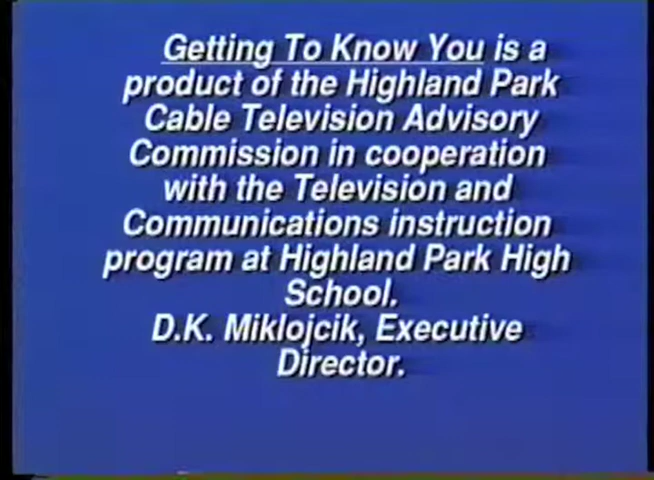 Getting To Know You is a
product of the Highland Park
Cable Television Advisory
Commission in cooperation
with the Television and
Communications instruction
program at Highland Park High
School.
D.K. Miklojcik, Executive
Director.